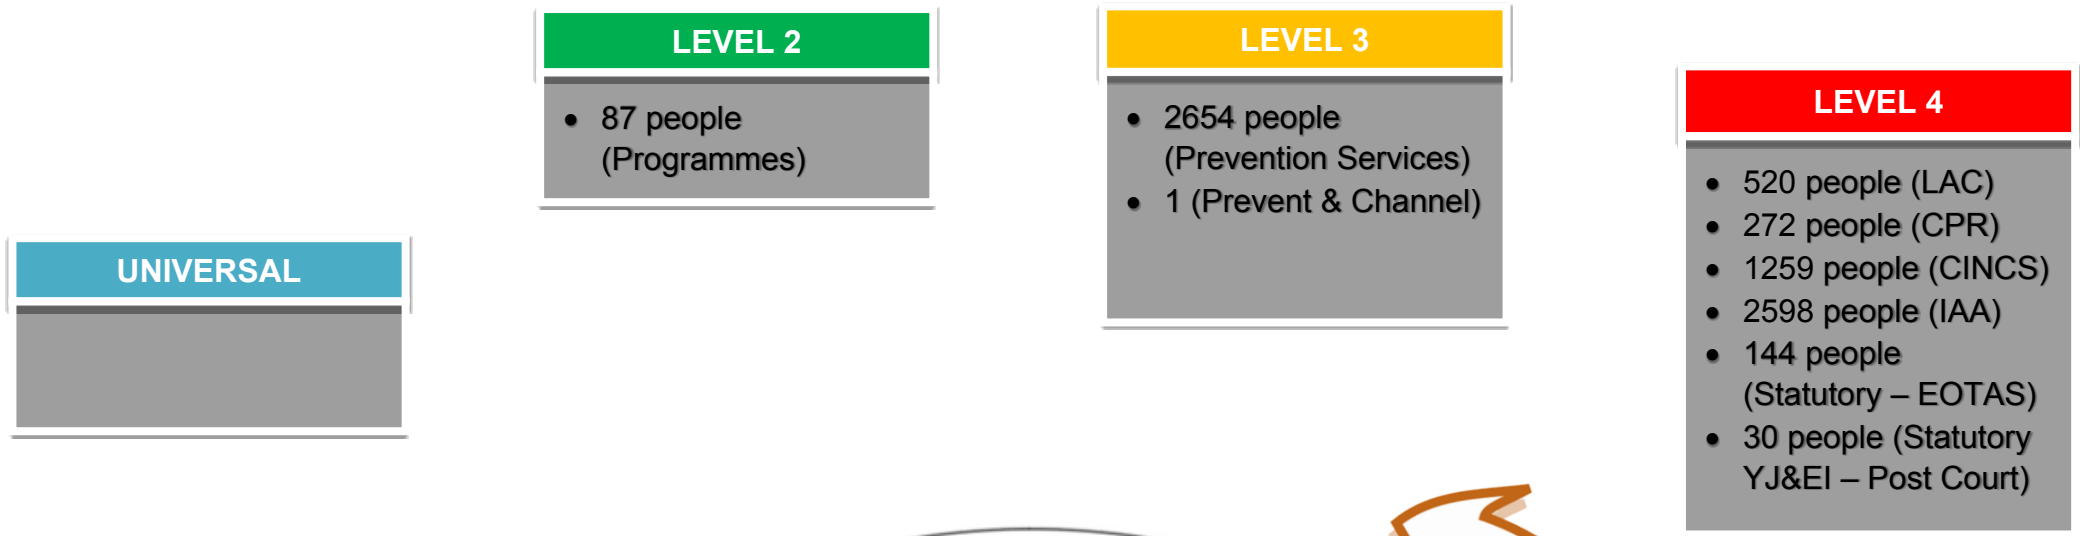 UNIVERSAL
LEVEL 2
• 87 people
(Programmes)
LEVEL 3
• 2654 people
(Prevention Services)
• 1 (Prevent & Channel)
LEVEL 4
• 520 people (LAC)
• 272 people (CPR)
• 1259 people (CINCS)
• 2598 people (IAA)
• 144 people
(Statutory – EOTAS)
• 30 people (Statutory
YJ&EI – Post Court)